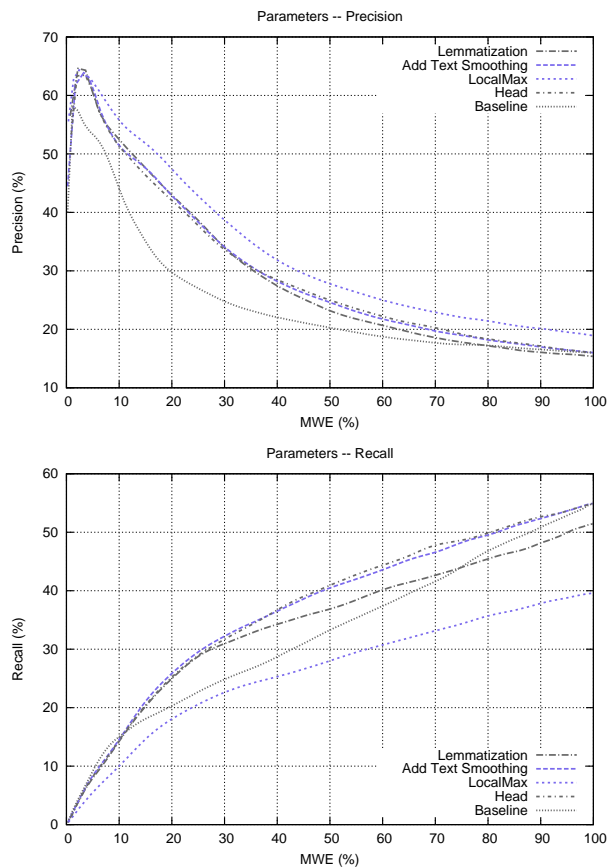 Parameters -- Precision
70
60
50
40
30
20
10
Precision (%)
Lemmatization
Add Text Smoothing
LocalMax
Head
Baseline
0 10 20 30 40 50 60 70 80 90 100
MWE (%)
Parameters -- Recall
60
50
40
30
20
10
0
Recall (%)
Lemmatization
Add Text Smoothing
LocalMax
Head
Baseline
0 10 20 30 40 50 60 70 80 90 100
MWE (%)